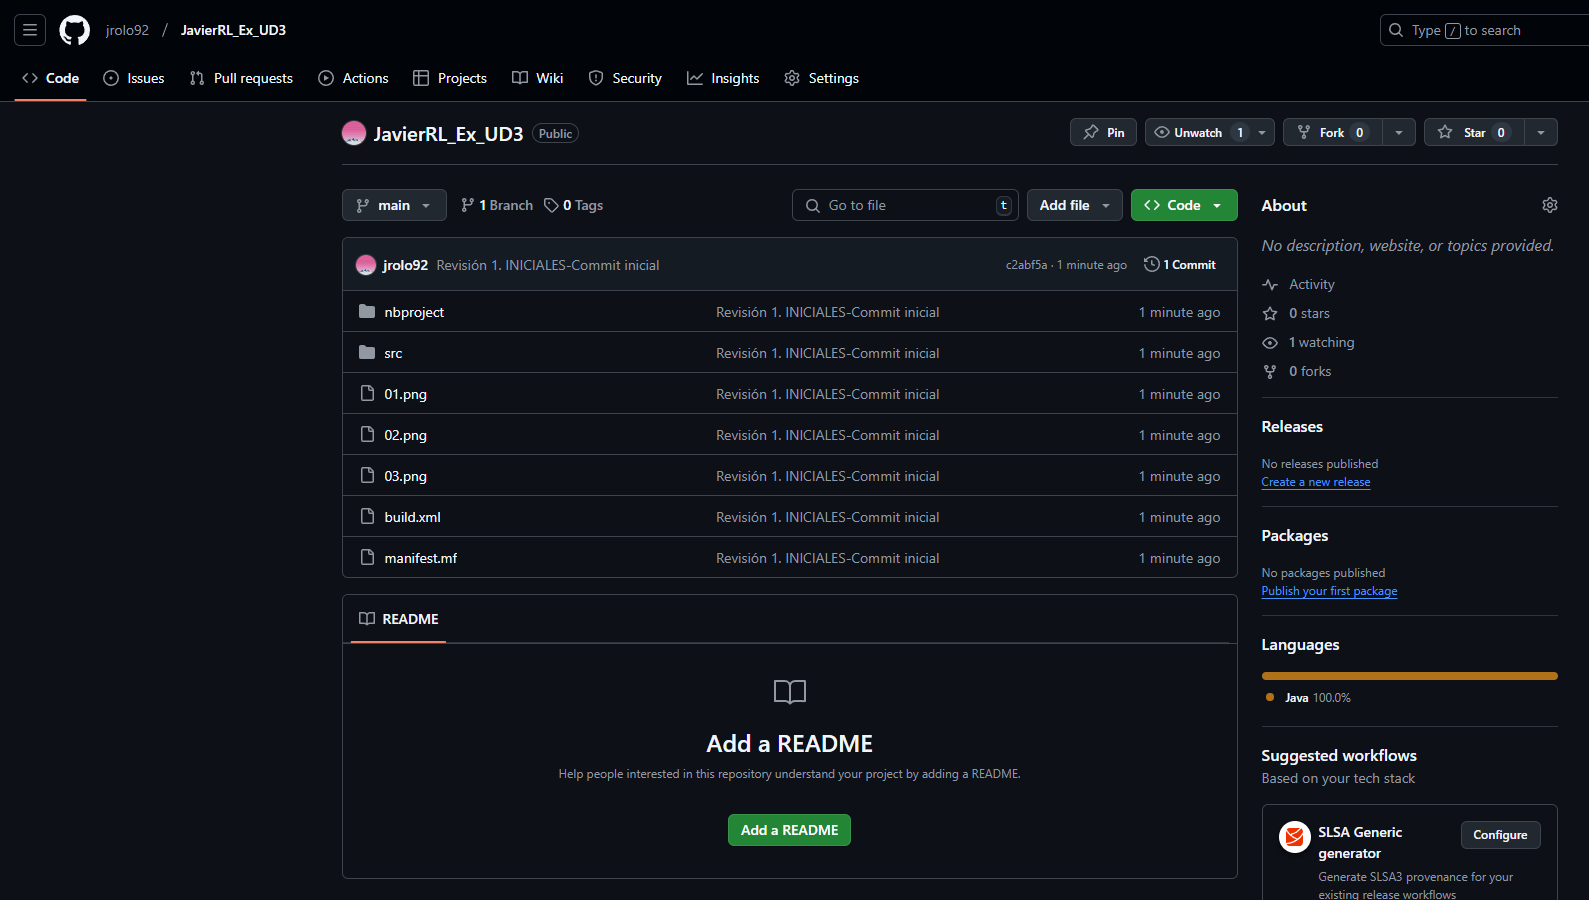 jrolo92 / JavierRL_Ex_UD3
Type / to search
Code Issues Pull requests Actions Projects Wiki Security Insights Settings
JavierRL_Ex_UD3 Public
Pin Unwatch 1 Fork 0 Star 0
main 1 Branch 0 Tags
Go to file t Add file Code
jrolo92 Revisión 1. INICIALES-Commit inicial c2abf5a · 1 minute ago 1 Commit
nbproject Revisión 1. INICIALES-Commit inicial 1 minute ago
src Revisión 1. INICIALES-Commit inicial 1 minute ago
01.png Revisión 1. INICIALES-Commit inicial 1 minute ago
02.png Revisión 1. INICIALES-Commit inicial 1 minute ago
03.png Revisión 1. INICIALES-Commit inicial 1 minute ago
build.xml Revisión 1. INICIALES-Commit inicial 1 minute ago
manifest.mf Revisión 1. INICIALES-Commit inicial 1 minute ago
README
Add a README
Help people interested in this repository understand your project by adding a README.
Add a README
About
No description, website, or topics provided.
Activity
0 stars
1 watching
0 forks
Releases
No releases published
Create a new release
Packages
No packages published
Publish your first package
Languages
Java 100.0%
Suggested workflows
Based on your tech stack
SLSA Generic
generator
Configure
Generate SLSA3 provenance for your
existing release workflows